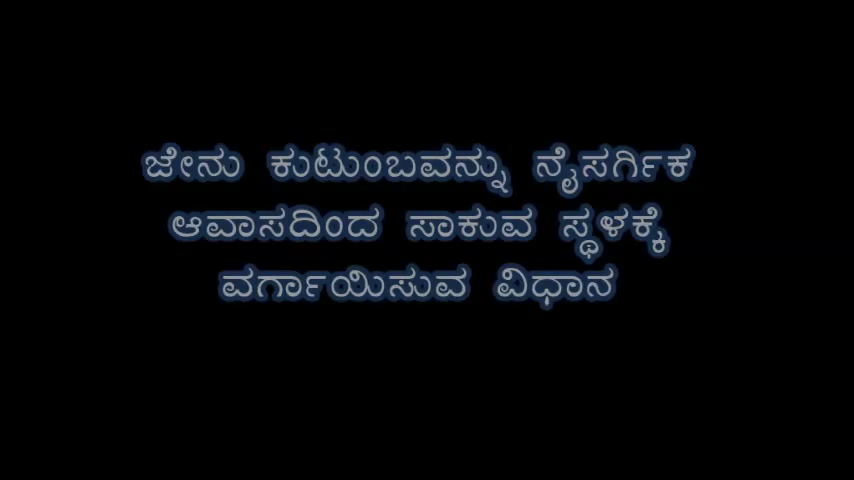 ಜೇನು ಕುಟುಂಬವನ್ನು ನೈಸರ್ಗಿಕ
ಆವಾಸದಿಂದ ಸಾಕುವ ಸ್ಥಳಕ್ಕೆ
ವರ್ಗಾಯಿಸುವ ವಿಧಾನ